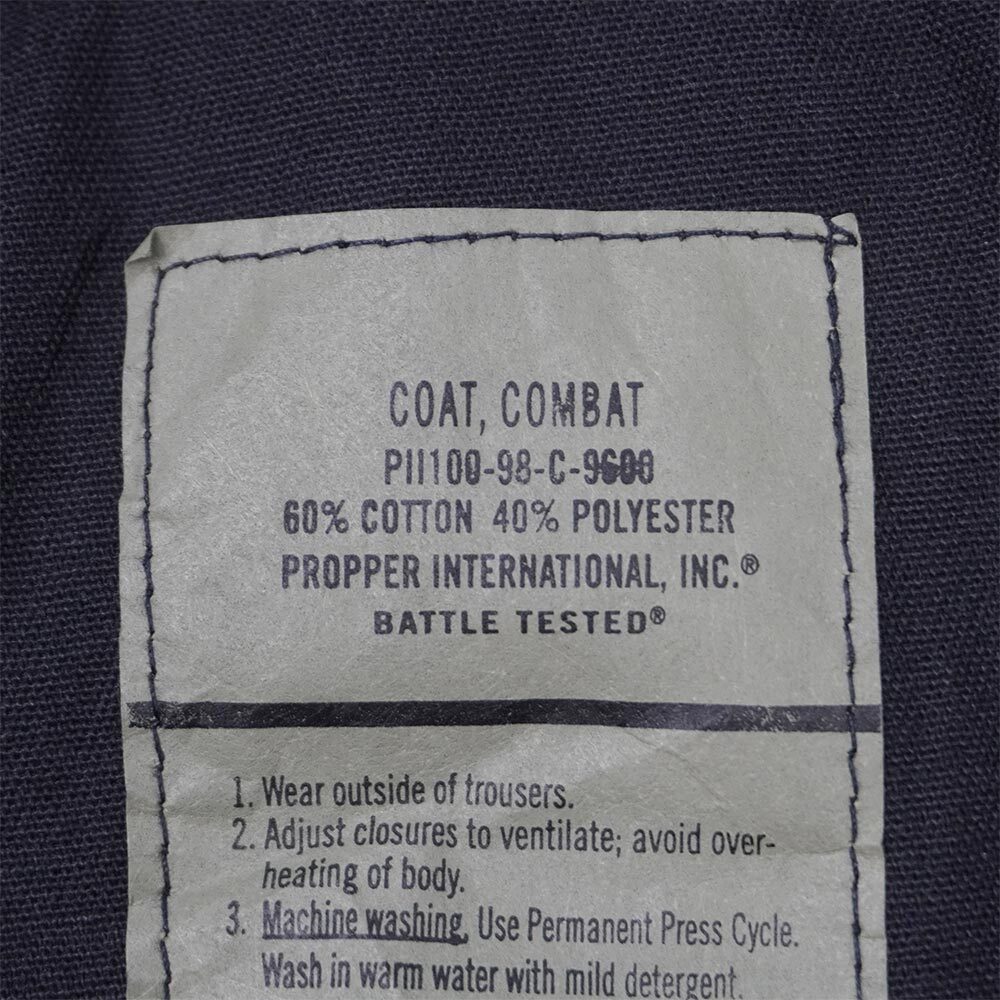 COAT, COMBAT
PII100-98-C-9600
60% COTTON 40% POLYESTER
PROPPER INTERNATIONAL, INC.®
BATTLE TESTED®
1. Wear outside of trousers.
2. Adjust closures to ventilate; avoid over-
heating of body.
3. Machine washing. Use Permanent Press Cycle.
Wash in warm water with mild detergent.